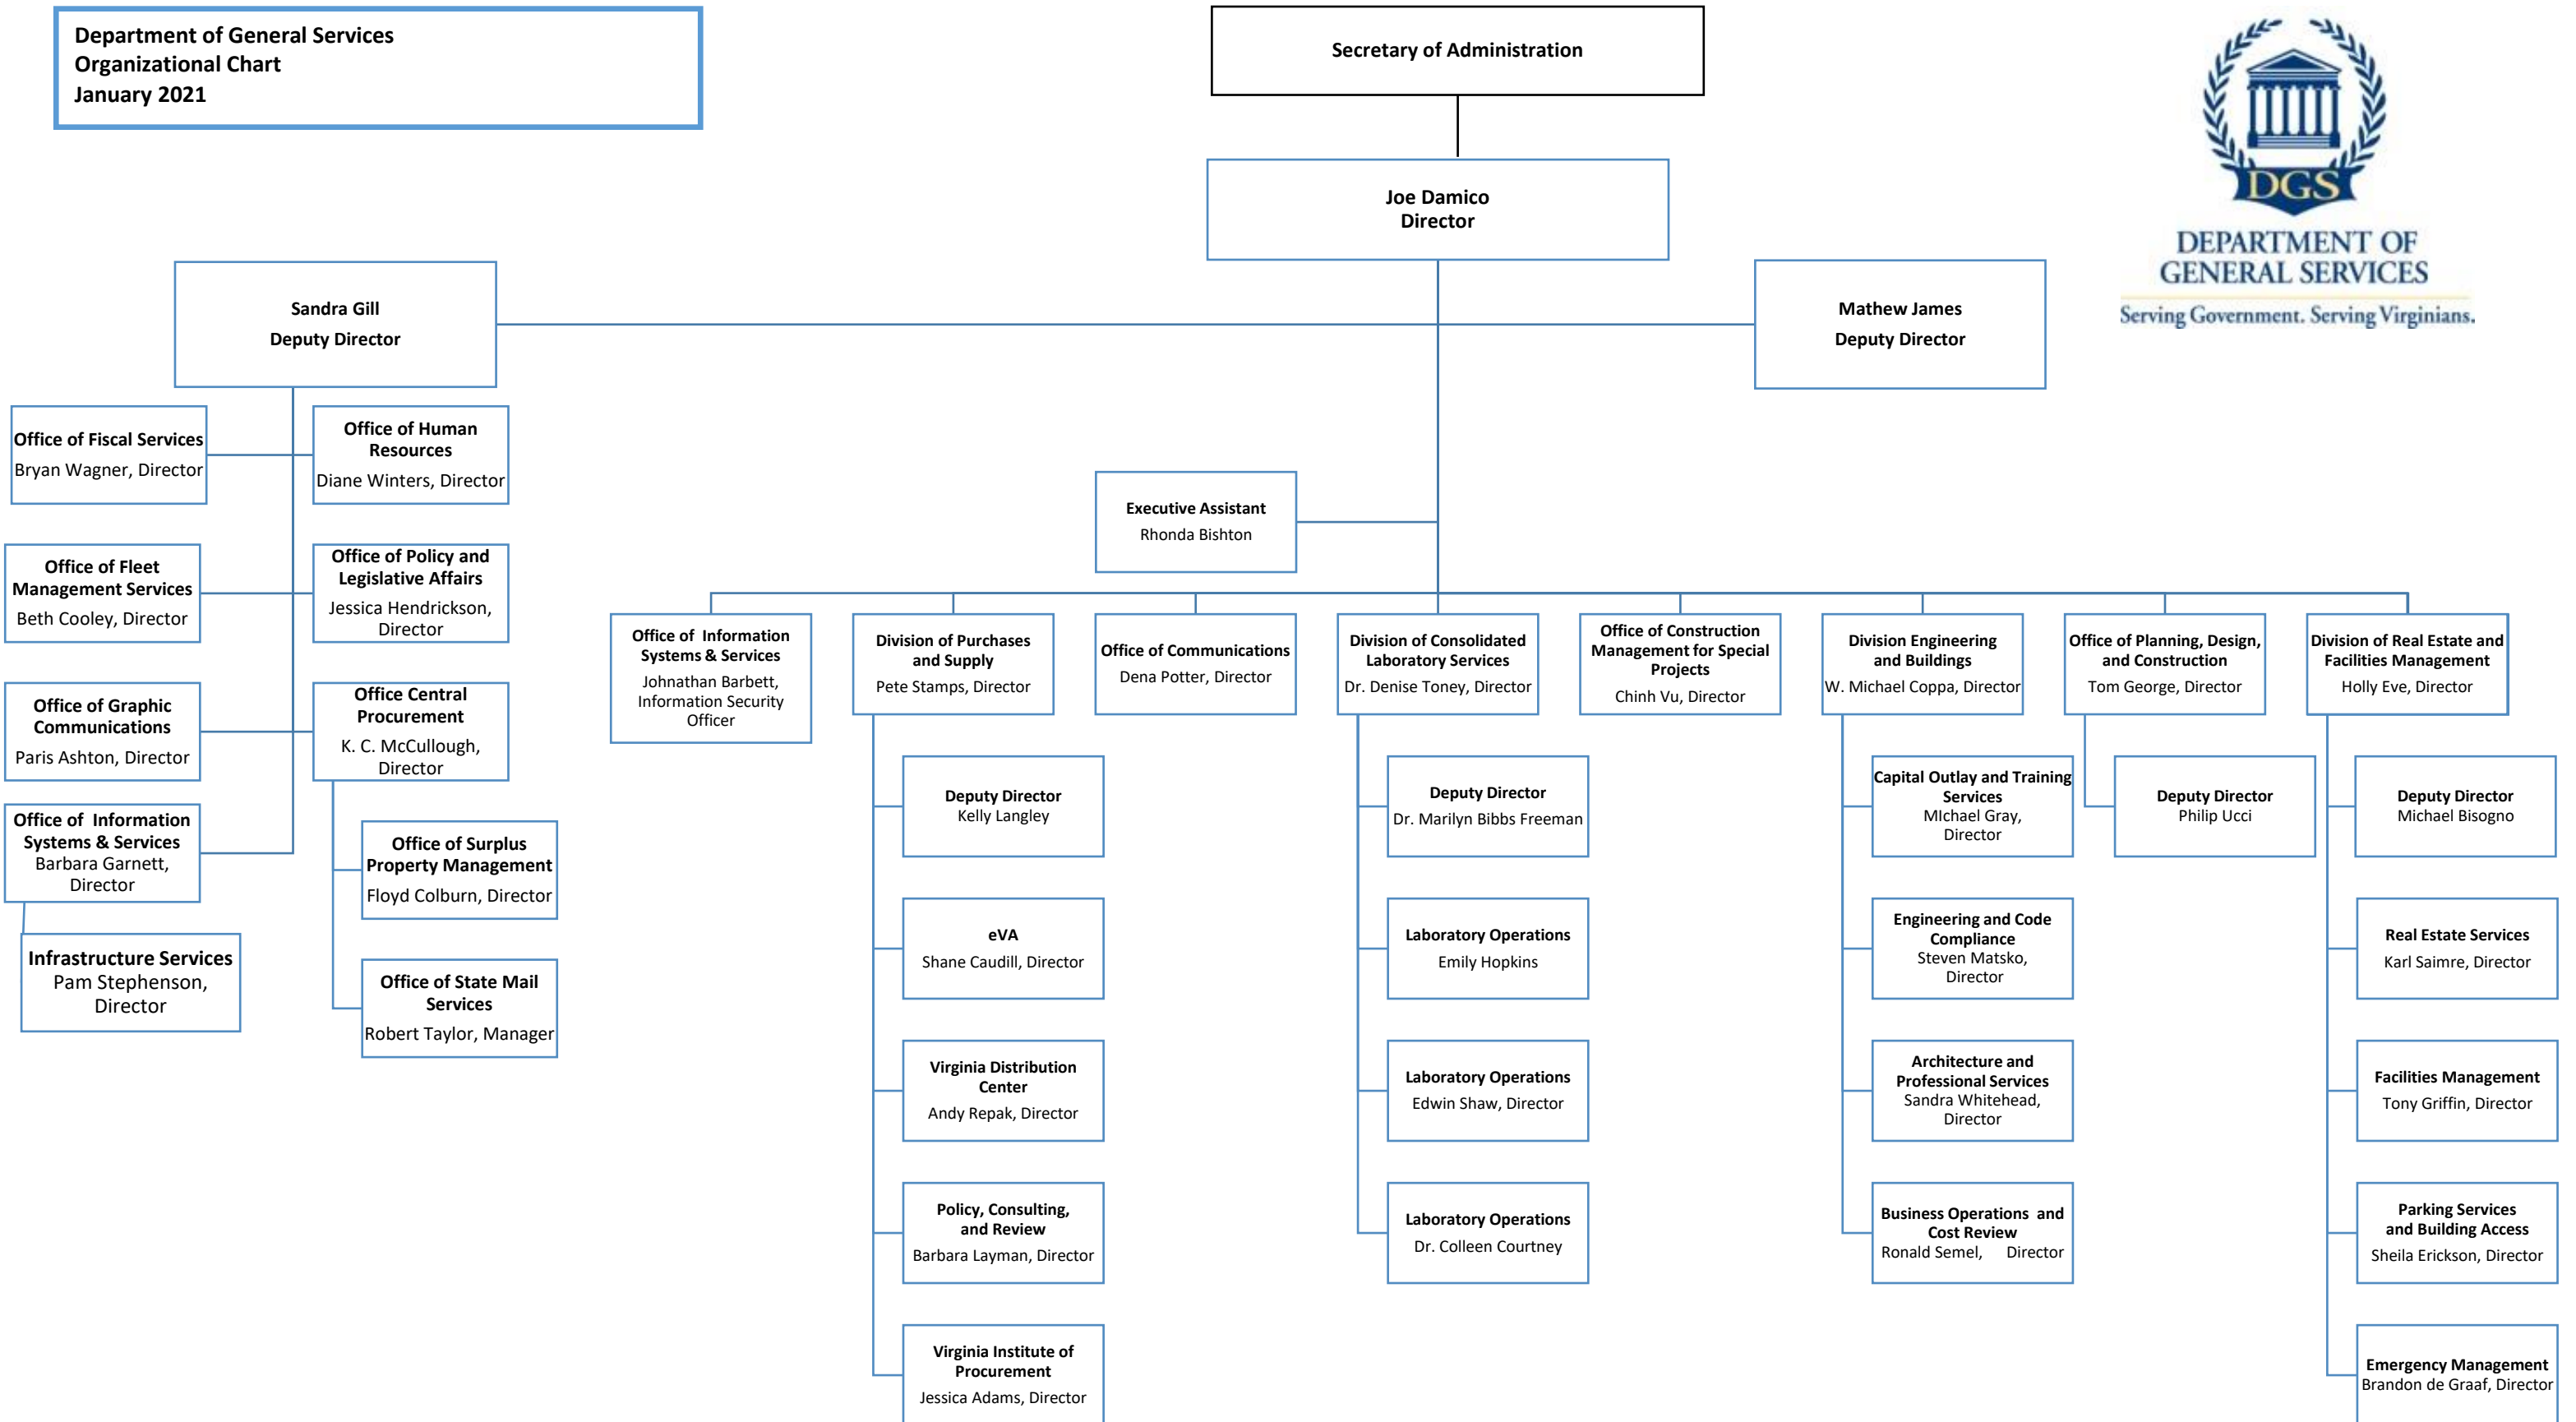 Department of General Services
Organizational Chart
January 2021
Secretary of Administration
Joe Damico
Director
DGS
DEPARTMENT OF
GENERAL SERVICES
Serving Government. Serving Virginians.
Sandra Gill
Deputy Director
Mathew James
Deputy Director
Office of Fiscal Services
Bryan Wagner, Director
Office of Human
Resources
Diane Winters, Director
Office of Fleet
Management Services
Beth Cooley, Director
Office of Policy and
Legislative Affairs
Jessica Hendrickson,
Director
Office of Graphic
Communications
Paris Ashton, Director
Office Central
Procurement
K. C. McCullough,
Director
Office of Information
Systems & Services
Barbara Garnett,
Director
Infrastructure Services
Pam Stephenson,
Director
Office of Surplus
Property Management
Floyd Colburn, Director
Office of State Mail
Services
Robert Taylor, Manager
Executive Assistant
Rhonda Bishton
Office of Information
Systems & Services
Johnathan Barbett,
Information Security
Officer
Division of Purchases
and Supply
Pete Stamps, Director
Deputy Director
Kelly Langley
eVA
Shane Caudill, Director
Virginia Distribution
Center
Andy Repak, Director
Policy, Consulting,
and Review
Barbara Layman, Director
Virginia Institute of
Procurement
Jessica Adams, Director
Office of Communications
Dena Potter, Director
Division of Consolidated
Laboratory Services
Dr. Denise Toney, Director
Deputy Director
Dr. Marilyn Bibbs Freeman
Laboratory Operations
Emily Hopkins
Laboratory Operations
Edwin Shaw, Director
Laboratory Operations
Dr. Colleen Courtney
Office of Construction
Management for Special
Projects
Chinh Vu, Director
Division Engineering
and Buildings
W. Michael Coppa, Director
Capital Outlay and Training
Services
MIchael Gray,
Director
Engineering and Code
Compliance
Steven Matsko,
Director
Architecture and
Professional Services
Sandra Whitehead,
Director
Business Operations and
Cost Review
Ronald Semel, Director
Office of Planning, Design,
and Construction
Tom George, Director
Deputy Director
Philip Ucci
Division of Real Estate and
Facilities Management
Holly Eve, Director
Deputy Director
Michael Bisogno
Real Estate Services
Karl Saimre, Director
Facilities Management
Tony Griffin, Director
Parking Services
and Building Access
Sheila Erickson, Director
Emergency Management
Brandon de Graaf, Director